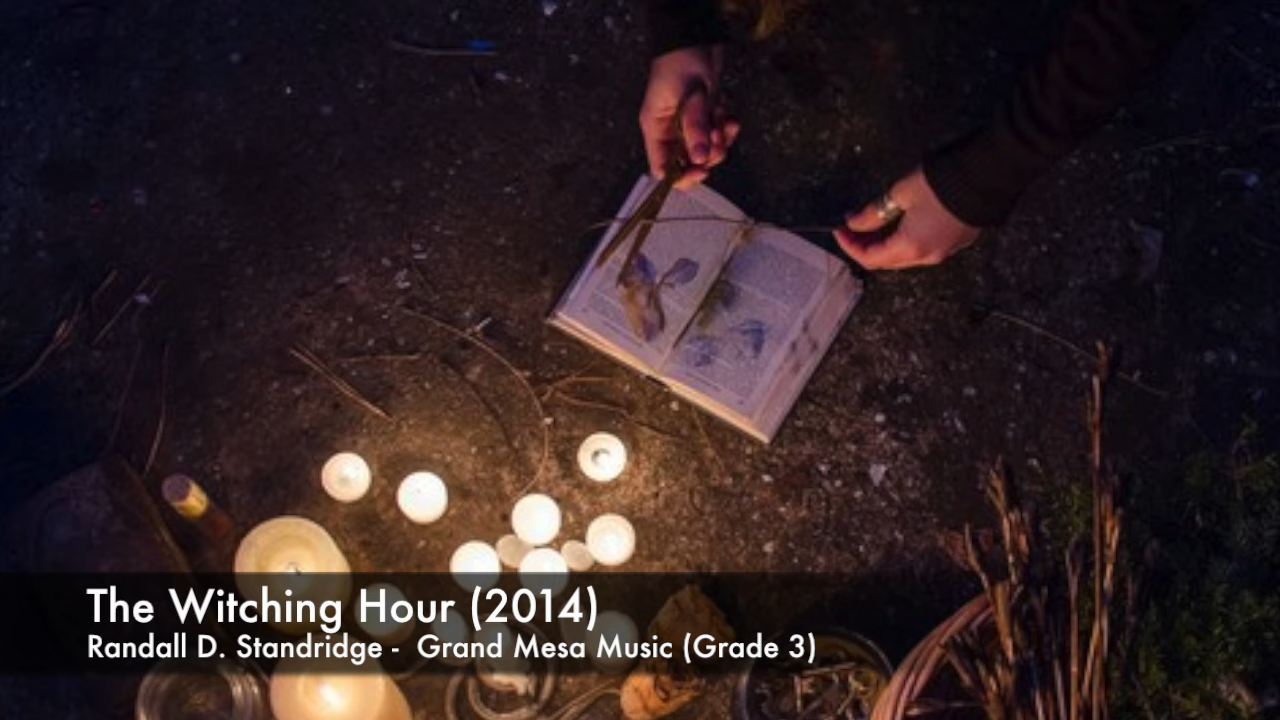 The Witching Hour (2014)
Randall D. Standridge -  Grand Mesa Music (Grade 3)